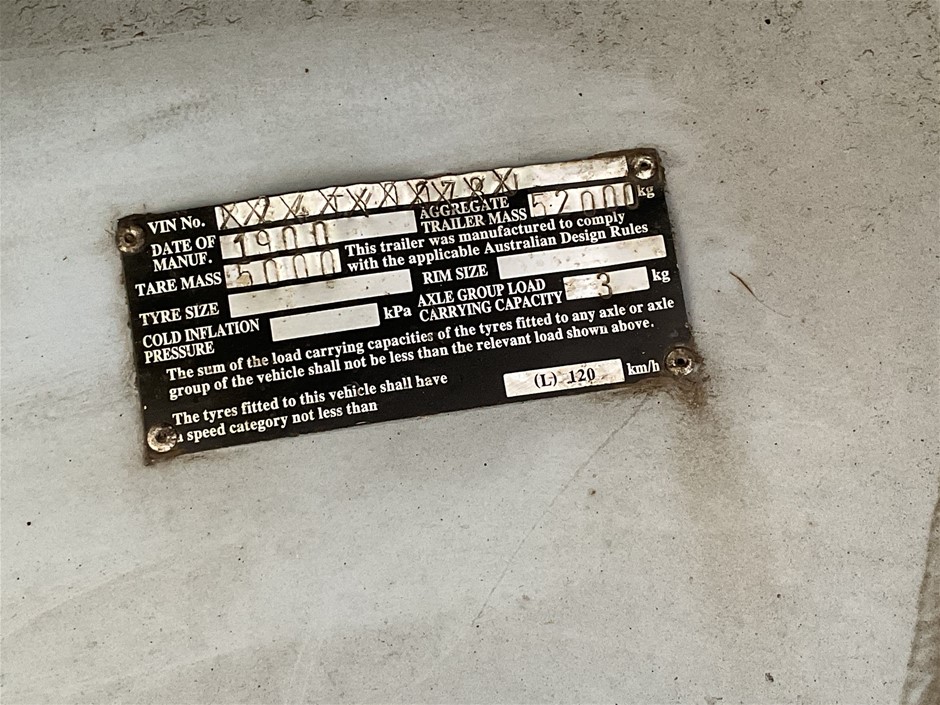 VIN No.
DATE OF MANUF. 1900
AGGREGATE TRAILER MASS 52000 kg
This trailer was manufactured to comply
with the applicable Australian Design Rules
TARE MASS 5000
TYRE SIZE
RIM SIZE
COLD INFLATION PRESSURE kPa
AXLE GROUP LOAD CARRYING CAPACITY 3 kg
The sum of the load carrying capacities of the tyres fitted to any axle or axle
group of the vehicle shall not be less than the relevant load shown above.
The tyres fitted to this vehicle shall have
a speed category not less than
(L) 120 km/h